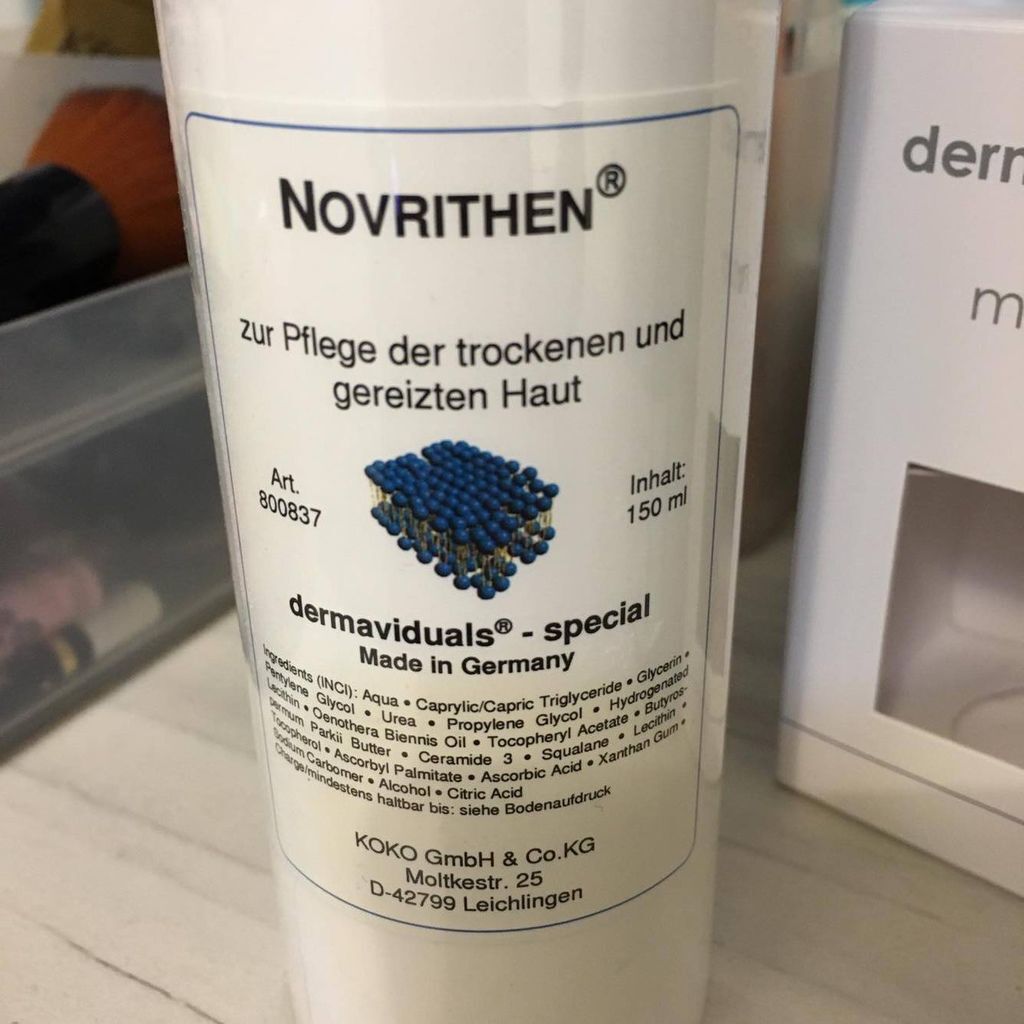 NOVRITHEN®
zur Pflege der trockenen und
gereizten Haut
Art.
800837
Inhalt:
150 ml
dermaviduals® - special
Made in Germany
Ingredients (INCI): Aqua • Caprylic/Capric Triglyceride • Glycerin •
Pentylene Glycol • Urea • Propylene Glycol • Hydrogenated
Lecithin • Oenothera Biennis Oil • Tocopheryl Acetate • Butyros-
permum Parkii Butter • Ceramide 3 • Squalane • Lecithin •
Tocopherol • Ascorbyl Palmitate • Ascorbic Acid • Xanthan Gum •
Sodium Carbomer • Alcohol • Citric Acid
Charge/mindestens haltbar bis: siehe Bodenaufdruck
KOKO GmbH & Co.KG
Moltkestr. 25
D-42799 Leichlingen